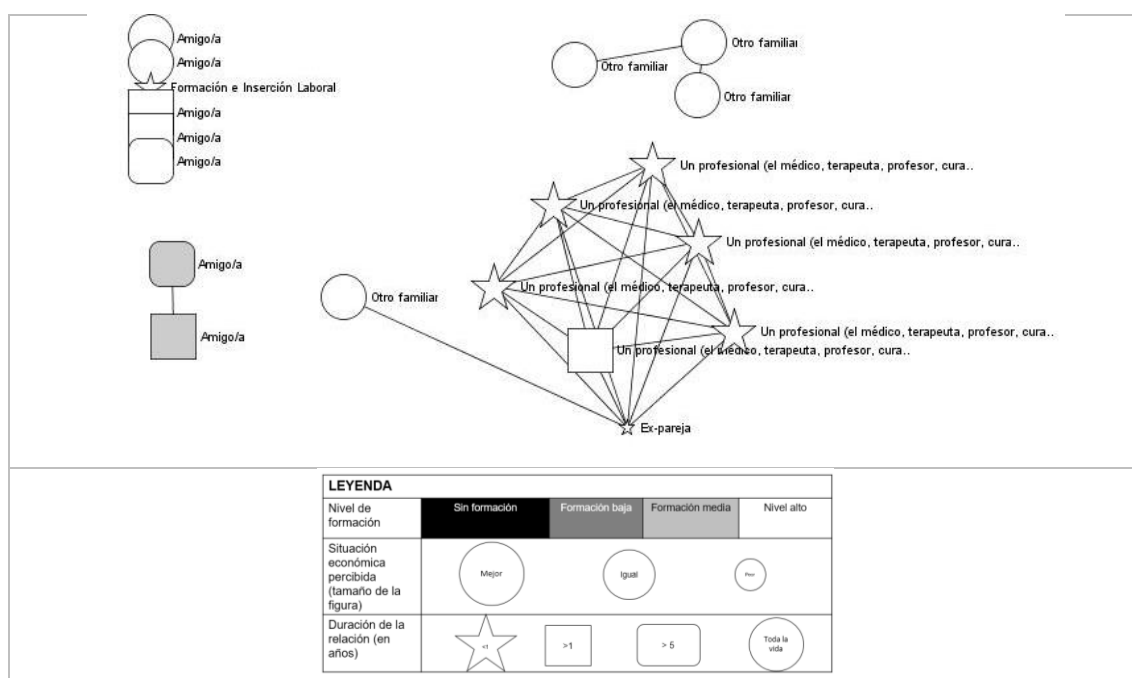 Amigo/a
Amigo/a
Formación e Inserción Laboral
Amigo/a
Amigo/a
Amigo/a
Otro familiar
Otro familiar
Otro familiar
Un profesional (el médico, terapeuta, profesor, cura..
Un profesional (el médico, terapeuta, profesor, cura..
Un profesional (el médico, terapeuta, profesor, cura..
Amigo/a
Un profesional (el médico, terapeuta, profesor, cura..
Otro familiar
Un profesional (el médico, terapeuta, profesor, cura..
Amigo/a
Un profesional (el médico, terapeuta, profesor, cura..
Ex-pareja
LEYENDA
Nivel de
formación
Sin formación
Formación baja
Formación media
Nivel alto
Situación
económica
percibida
(tamaño de la
figura)
Mejor
Igual
Peor
Duración de la
relación (en
años)
<1
>1
> 5
Toda la
vida